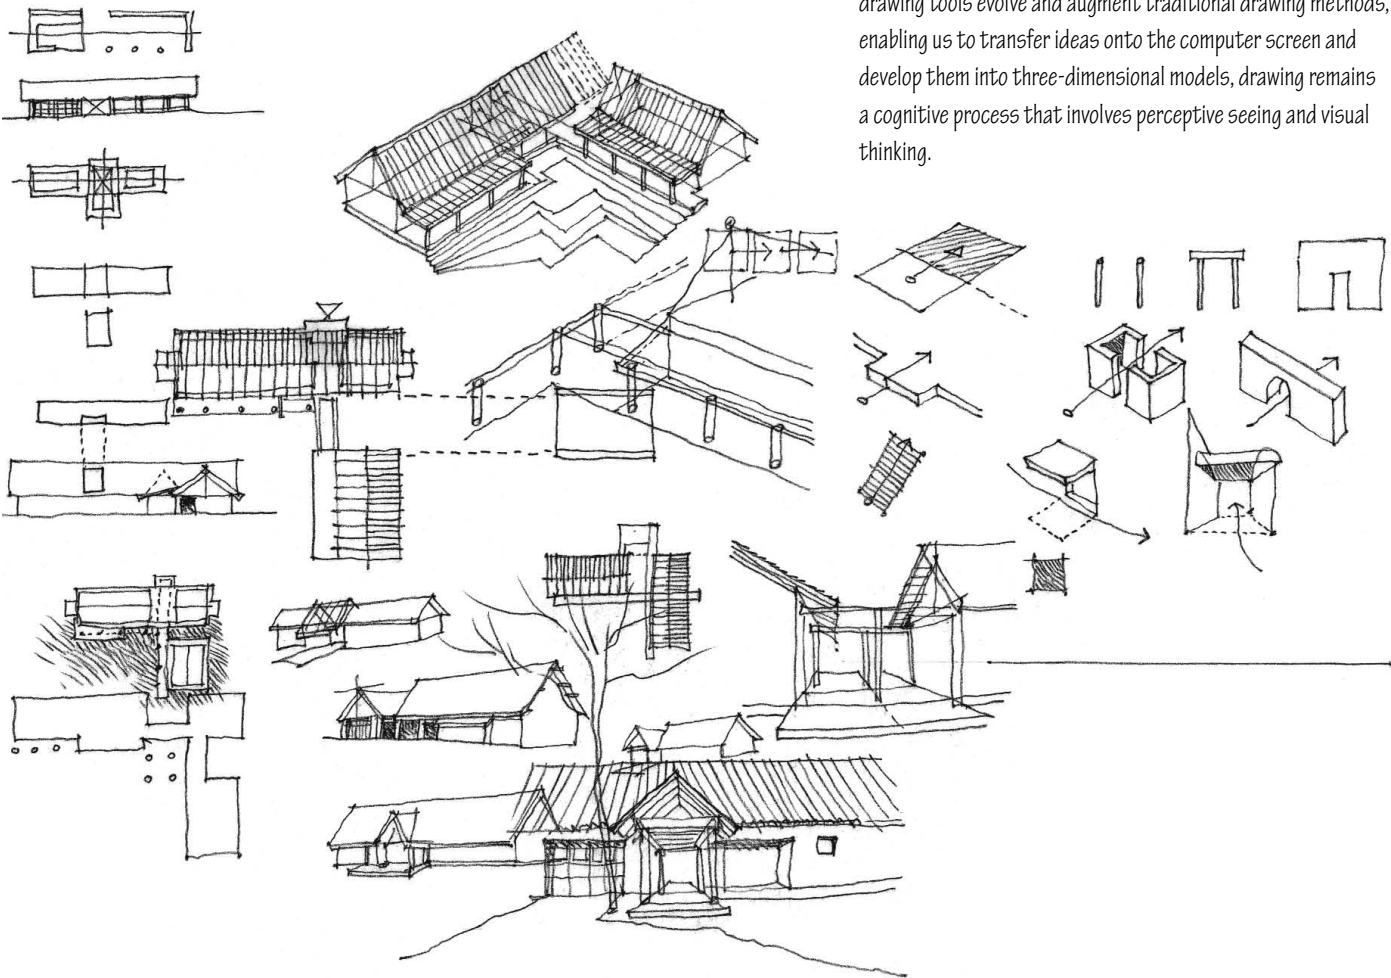 drawing tools evolve and augment traditional drawing methods,
enabling us to transfer ideas onto the computer screen and
develop them into three-dimensional models, drawing remains
a cognitive process that involves perceptive seeing and visual
thinking.